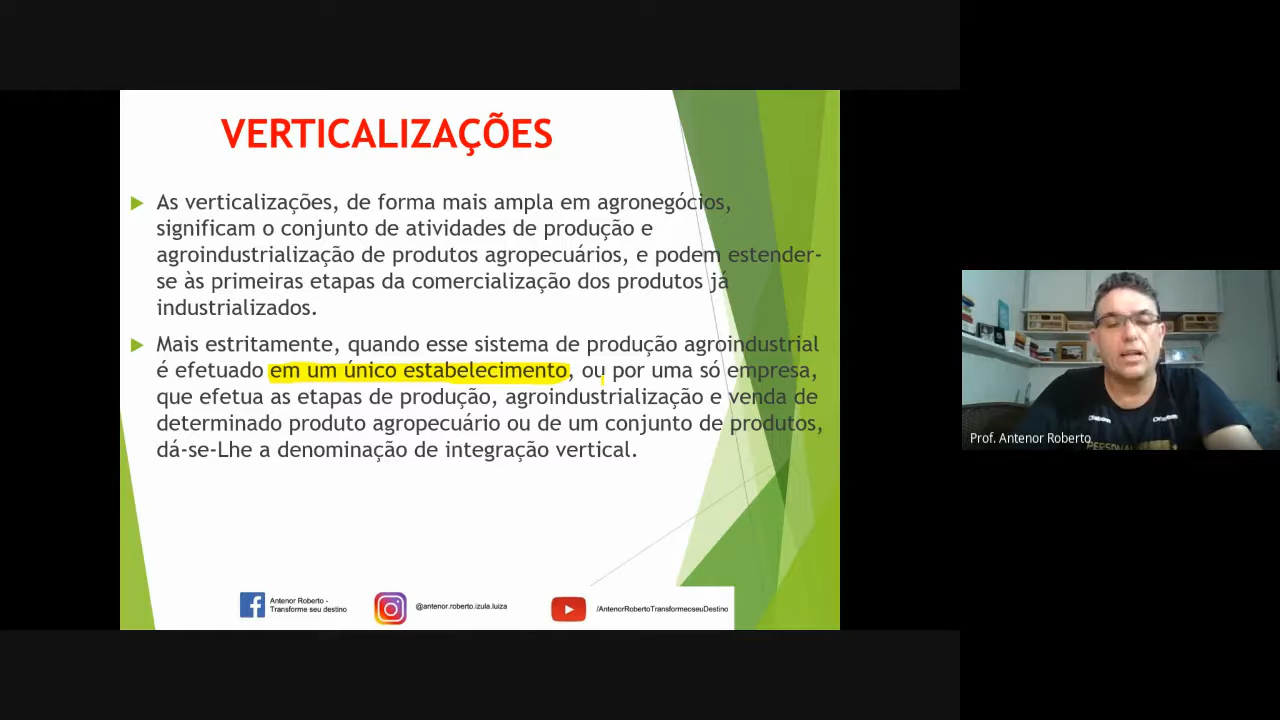 VERTICALIZAÇÕES
As verticalizações, de forma mais ampla em agronegócios,
significam o conjunto de atividades de produção e
agroindustrialização de produtos agropecuários, e podem estender-
se às primeiras etapas da comercialização dos produtos já
industrializados.
Mais estritamente, quando esse sistema de produção agroindustrial
é efetuado em um único estabelecimento, ou por uma só empresa,
que efetua as etapas de produção, agroindustrialização e venda de
determinado produto agropecuário ou de um conjunto de produtos,
dá-se-Lhe a denominação de integração vertical.
Antenor Roberto -
Transforme seu destino
@antenor.roberto.izula.luiza
/AntenorRobertoTransformeoseuDestino
Prof. Antenor Roberto
PERSONAL